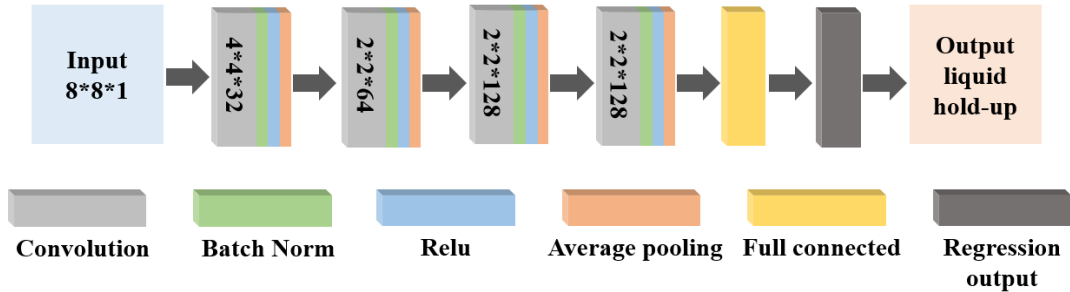 Input
8*8*1
4*4*32
2*2*64
2*2*128
2*2*128
Output
liquid
hold-up
Convolution
Batch Norm
Relu
Average pooling
Full connected
Regression
output